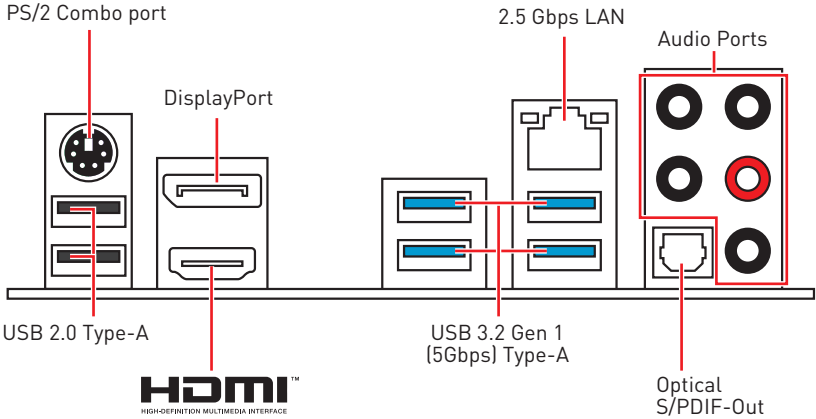 PS/2 Combo port
2.5 Gbps LAN
Audio Ports
DisplayPort
USB 2.0 Type-A
USB 3.2 Gen 1
(5Gbps) Type-A
HDMI™
HIGH-DEFINITION MULTIMEDIA INTERFACE
Optical
S/PDIF-Out